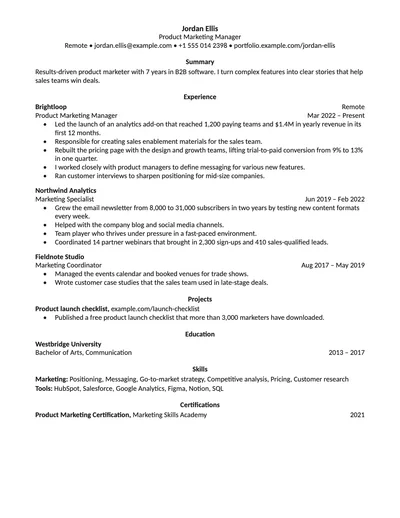 Jordan Ellis
Product Marketing Manager
Remote • jordan.ellis@example.com • +1 555 014 2398 • portfolio.example.com/jordan-ellis
Summary
Results-driven product marketer with 7 years in B2B software. I turn complex features into clear stories that help
sales teams win deals.
Experience
Brightloop Remote
Product Marketing Manager Mar 2022 – Present
• Led the launch of an analytics add-on that reached 1,200 paying teams and $1.4M in yearly revenue in its
first 12 months.
• Responsible for creating sales enablement materials for the sales team.
• Rebuilt the pricing page with the design and growth teams, lifting trial-to-paid conversion from 9% to 13%
in one quarter.
• I worked closely with product managers to define messaging for various new features.
• Ran customer interviews to sharpen positioning for mid-size companies.
Northwind Analytics
Marketing Specialist Jun 2019 – Feb 2022
• Grew the email newsletter from 8,000 to 31,000 subscribers in two years by testing new content formats
every week.
• Helped with the company blog and social media channels.
• Team player who thrives under pressure in a fast-paced environment.
• Coordinated 14 partner webinars that brought in 2,300 sign-ups and 410 sales-qualified leads.
Fieldnote Studio
Marketing Coordinator Aug 2017 – May 2019
• Managed the events calendar and booked venues for trade shows.
• Wrote customer case studies that the sales team used in late-stage deals.
Projects
Product launch checklist, example.com/launch-checklist
• Published a free product launch checklist that more than 3,000 marketers have downloaded.
Education
Westbridge University
Bachelor of Arts, Communication 2013 – 2017
Skills
Marketing: Positioning, Messaging, Go-to-market strategy, Competitive analysis, Pricing, Customer research
Tools: HubSpot, Salesforce, Google Analytics, Figma, Notion, SQL
Certifications
Product Marketing Certification, Marketing Skills Academy 2021